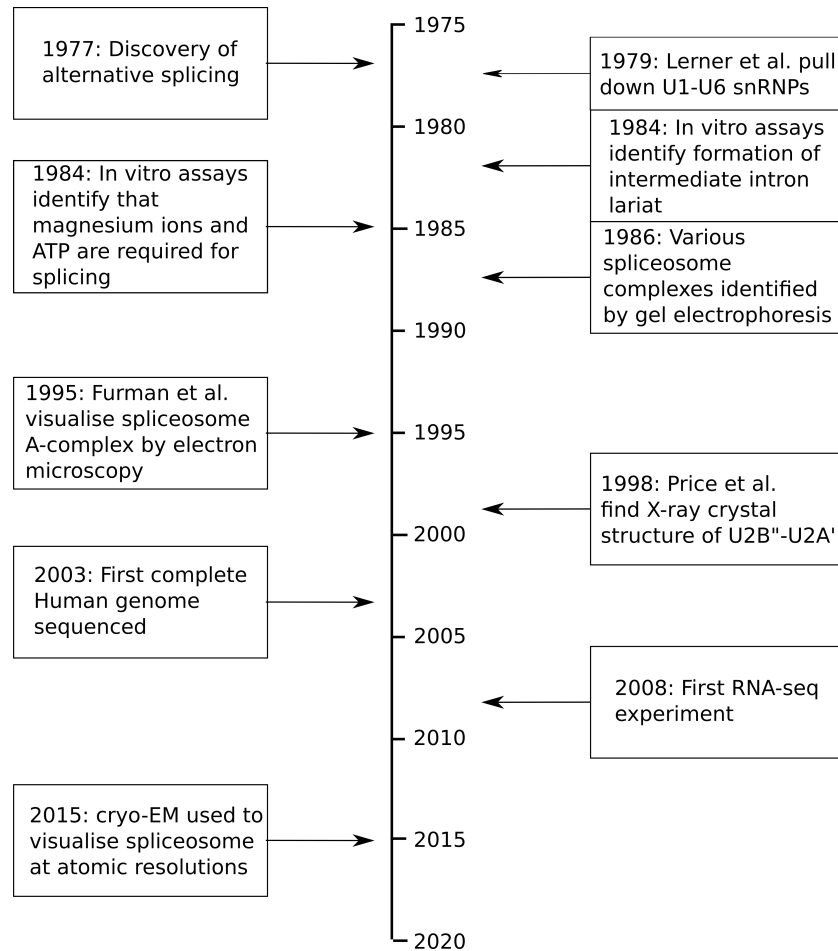 1975
1977: Discovery of
alternative splicing
1979: Lerner et al. pull
down U1-U6 snRNPs
1980
1984: In vitro assays
identify formation of
intermediate intron
lariat
1984: In vitro assays
identify that
magnesium ions and
ATP are required for
splicing
1985
1986: Various
spliceosome
complexes identified
by gel electrophoresis
1990
1995: Furman et al.
visualise spliceosome
A-complex by electron
microscopy
1995
1998: Price et al.
find X-ray crystal
structure of U2B"-U2A'
2000
2003: First complete
Human genome
sequenced
2005
2008: First RNA-seq
experiment
2010
2015: cryo-EM used to
visualise spliceosome
at atomic resolutions
2015
2020